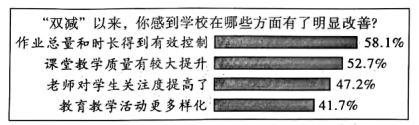 “双减”以来，你感到学校在哪些方面有了明显改善?
作业总量和时长得到有效控制 58.1%
课堂教学质量有较大提升 52.7%
老师对学生关注度提高了 47.2%
教育教学活动更多样化 41.7%